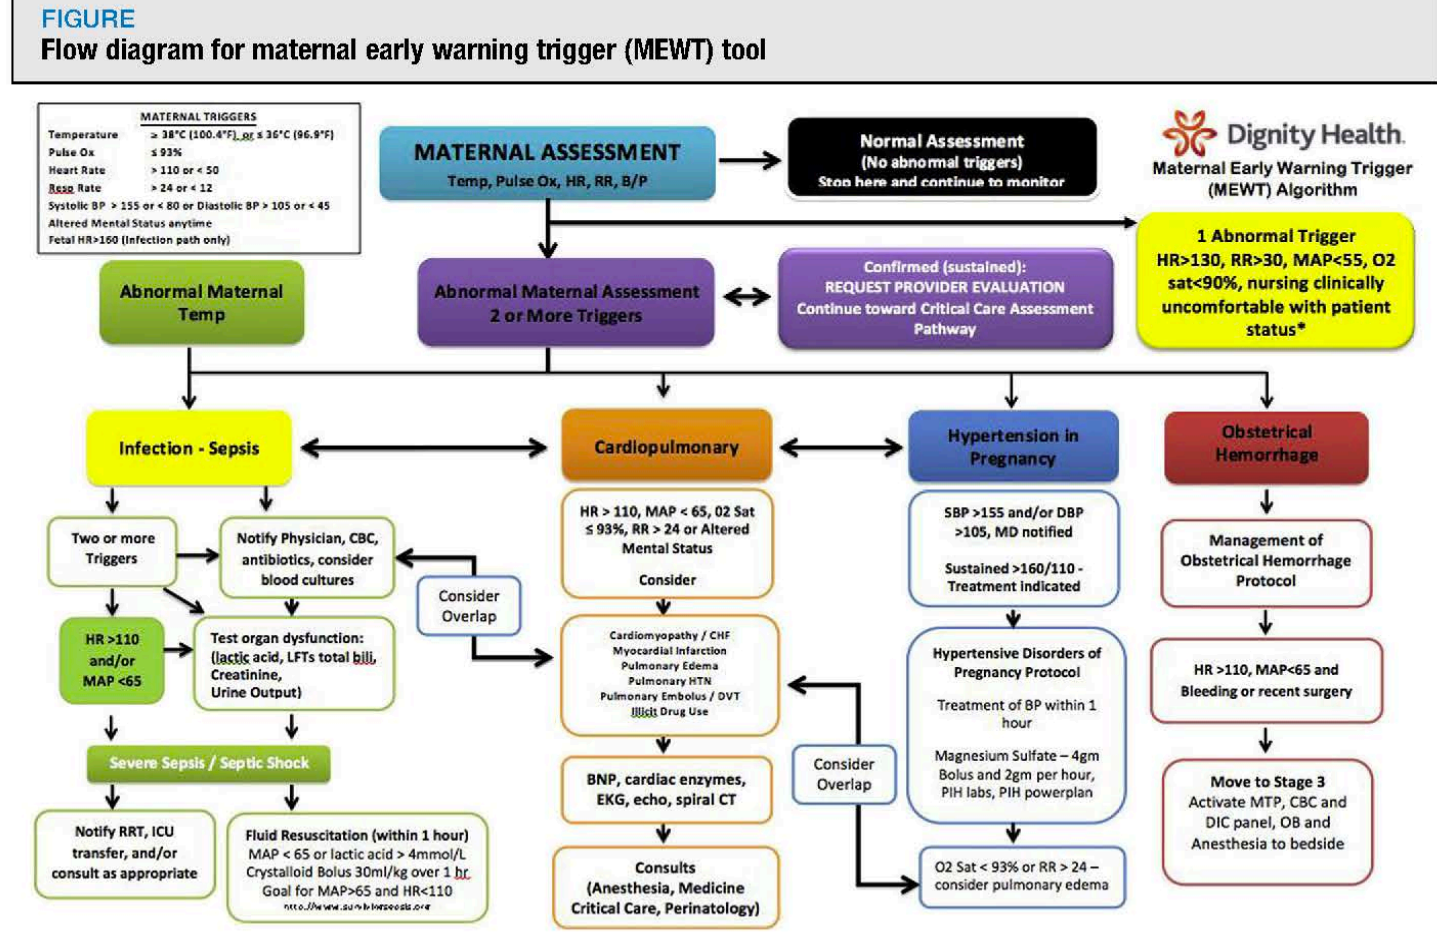 FIGURE
Flow diagram for maternal early warning trigger (MEWT) tool
MATERNAL TRIGGERS
Temperature ≥ 38°C (100.4°F), or ≤ 36°C (96.9°F)
Pulse Ox ≤ 93%
Heart Rate > 110 or < 50
Resp Rate > 24 or < 12
Systolic BP > 155 or < 80 or Diastolic BP > 105 or < 45
Altered Mental Status anytime
Fetal HR>160 (Infection path only)
MATERNAL ASSESSMENT
Temp, Pulse Ox, HR, RR, B/P
Normal Assessment
(No abnormal triggers)
Stop here and continue to monitor
Dignity Health.
Maternal Early Warning Trigger
(MEWT) Algorithm
1 Abnormal Trigger
HR>130, RR>30, MAP<55, O2
sat<90%, nursing clinically
uncomfortable with patient
status*
Abnormal Maternal
Temp
Abnormal Maternal Assessment
2 or More Triggers
Confirmed (sustained):
REQUEST PROVIDER EVALUATION
Continue toward Critical Care Assessment
Pathway
Infection - Sepsis
Cardiopulmonary
Hypertension in
Pregnancy
Obstetrical
Hemorrhage
Two or more
Triggers
Notify Physician, CBC,
antibiotics, consider
blood cultures
HR >110
and/or
MAP <65
Test organ dysfunction:
(lactic acid, LFTs total bili,
Creatinine,
Urine Output)
Severe Sepsis / Septic Shock
Notify RRT, ICU
transfer, and/or
consult as appropriate
Fluid Resuscitation (within 1 hour)
MAP < 65 or lactic acid > 4mmol/L
Crystalloid Bolus 30ml/kg over 1 hr
Goal for MAP>65 and HR<110
Consider
Overlap
HR > 110, MAP < 65, 02 Sat
≤ 93%, RR > 24 or Altered
Mental Status
Consider
Cardiomyopathy / CHF
Myocardial Infarction
Pulmonary Edema
Pulmonary HTN
Pulmonary Embolus / DVT
Illicit Drug Use
BNP, cardiac enzymes,
EKG, echo, spiral CT
Consults
(Anesthesia, Medicine
Critical Care, Perinatology)
Consider
Overlap
SBP >155 and/or DBP
>105, MD notified
Sustained >160/110 -
Treatment indicated
Hypertensive Disorders of
Pregnancy Protocol
Treatment of BP within 1
hour
Magnesium Sulfate – 4gm
Bolus and 2gm per hour,
PIH labs, PIH powerplan
O2 Sat < 93% or RR > 24 –
consider pulmonary edema
Management of
Obstetrical Hemorrhage
Protocol
HR >110, MAP<65 and
Bleeding or recent surgery
Move to Stage 3
Activate MTP, CBC and
DIC panel, OB and
Anesthesia to bedside